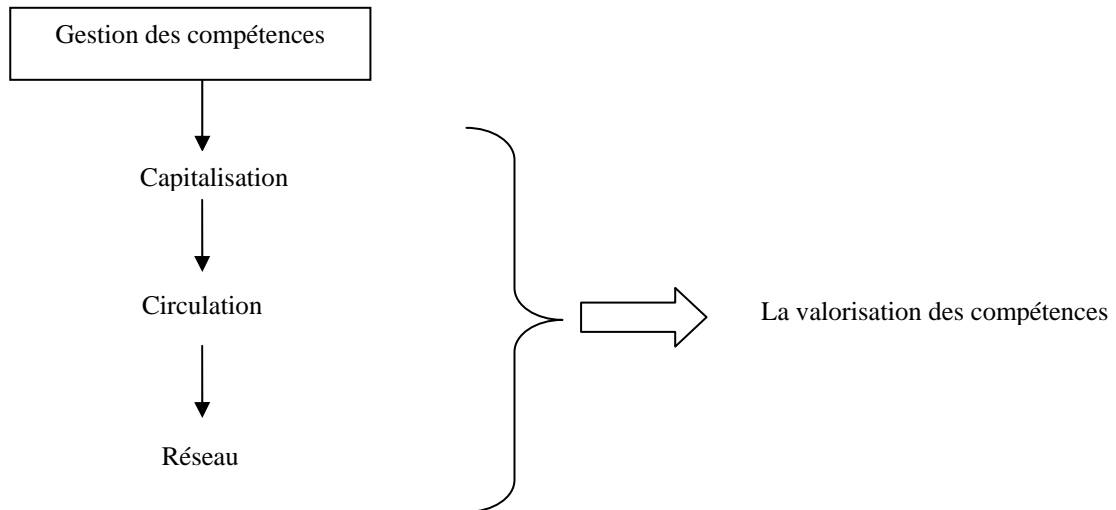 Gestion des compétences
Capitalisation
Circulation
La valorisation des compétences
Réseau